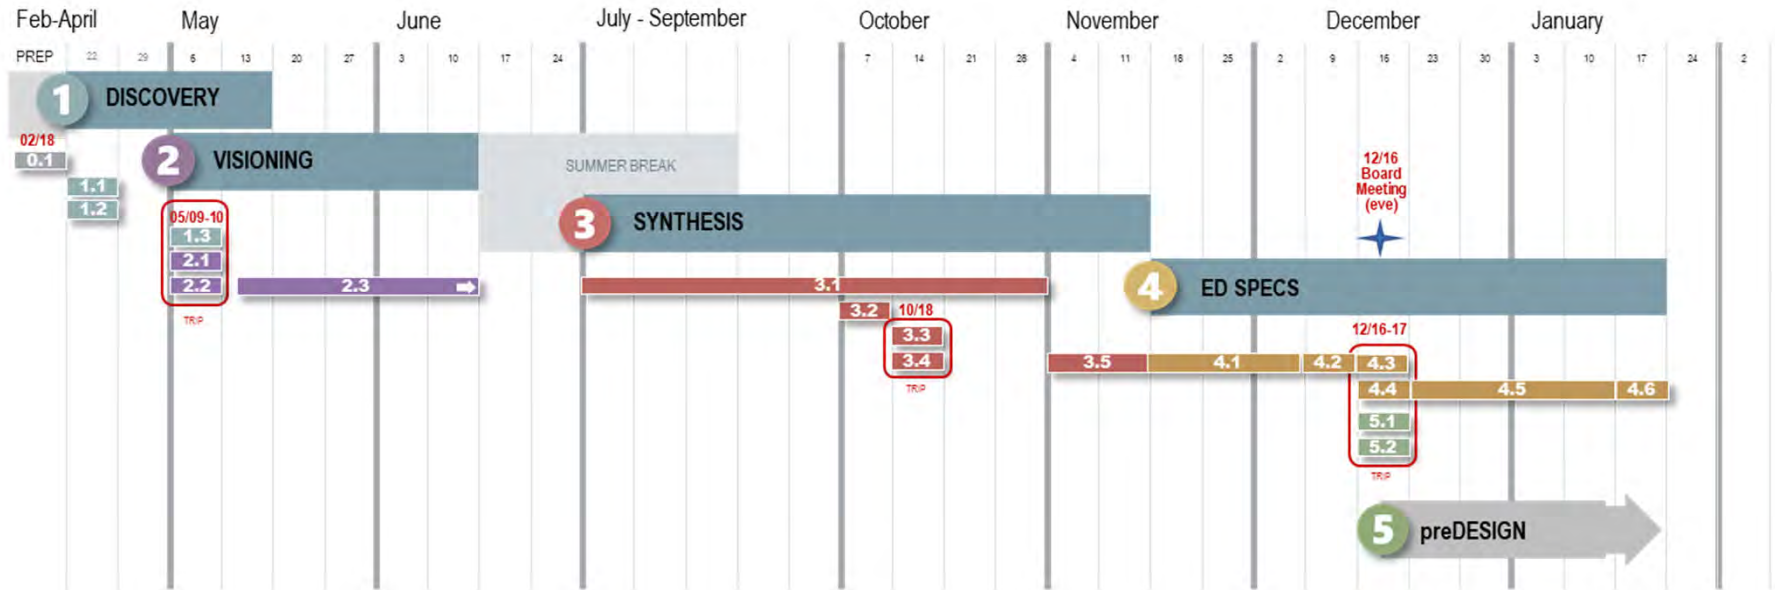 Feb-April May June July - September October November December January
PREP 22 29 6 13 20 27 3 10 17 24 7 14 21 28 4 11 18 25 2 9 16 23 30 3 10 17 24 2
1 DISCOVERY
02/18
0.1
2 VISIONING
SUMMER BREAK
12/16
Board
Meeting
(eve)
1.1
1.2
05/09-10
1.3
2.1
2.2
TRIP
2.3
3 SYNTHESIS
3.1
3.2
10/18
3.3
3.4
TRIP
4 ED SPECS
12/16-17
3.5 4.1 4.2 4.3
4.4 4.5 4.6
5.1
5.2
TRIP
5 preDESIGN